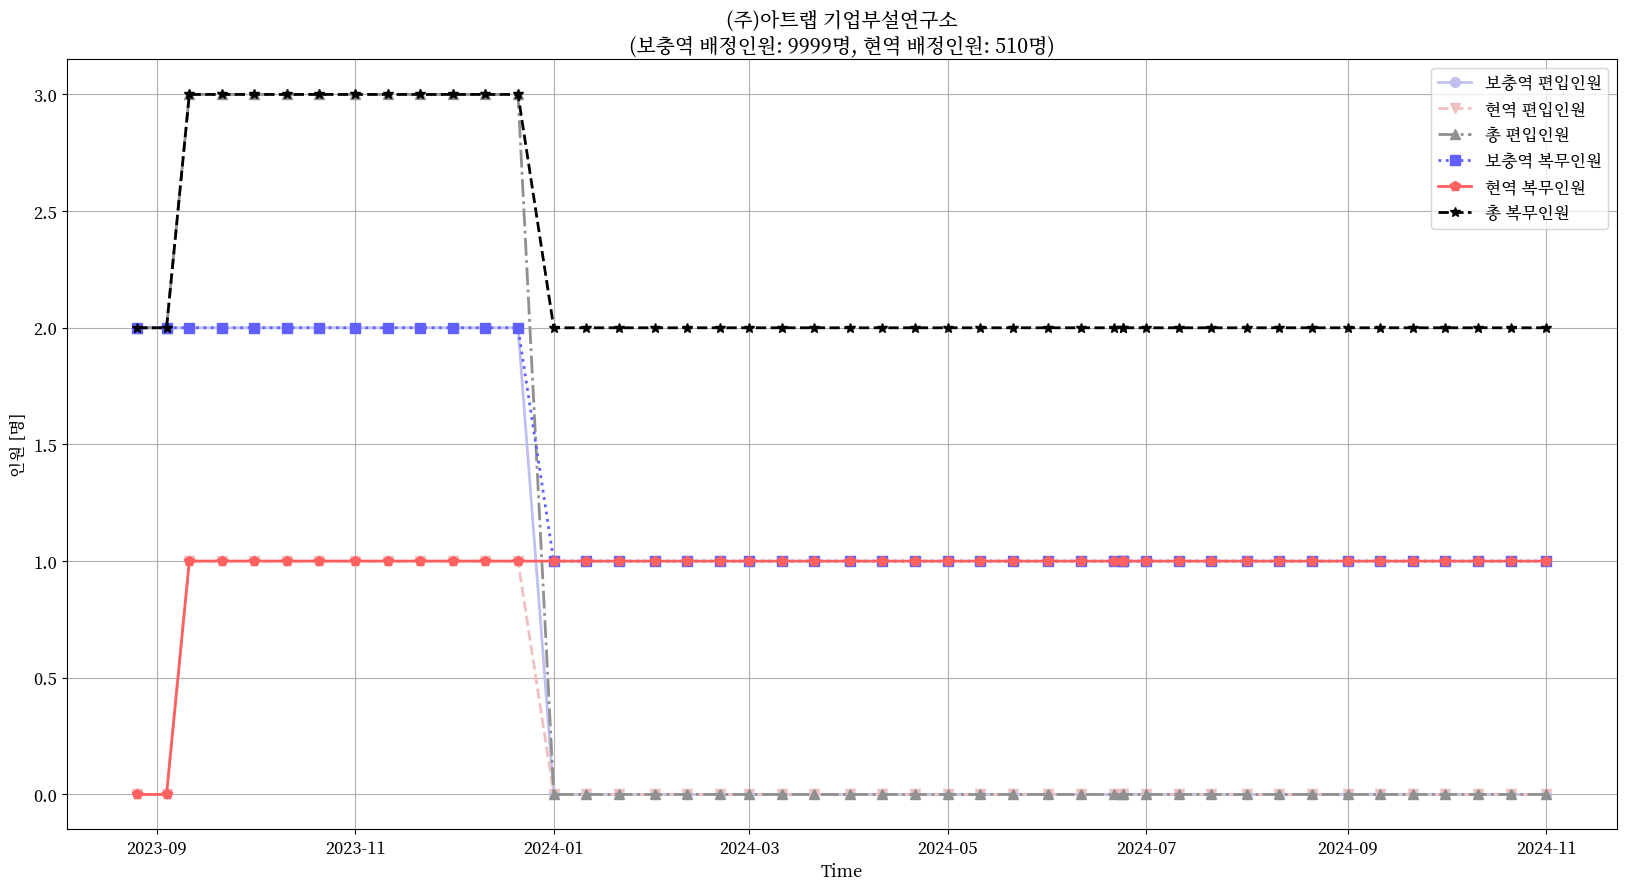 (주)아트랩 기업부설연구소
(보충역 배정인원: 9999명, 현역 배정인원: 510명)
보충역 편입인원
현역 편입인원
총 편입인원
보충역 복무인원
현역 복무인원
총 복무인원
인원 [명]
3.0
2.5
2.0
1.5
1.0
0.5
0.0
2023-09 2023-11 2024-01 2024-03 2024-05 2024-07 2024-09 2024-11
Time